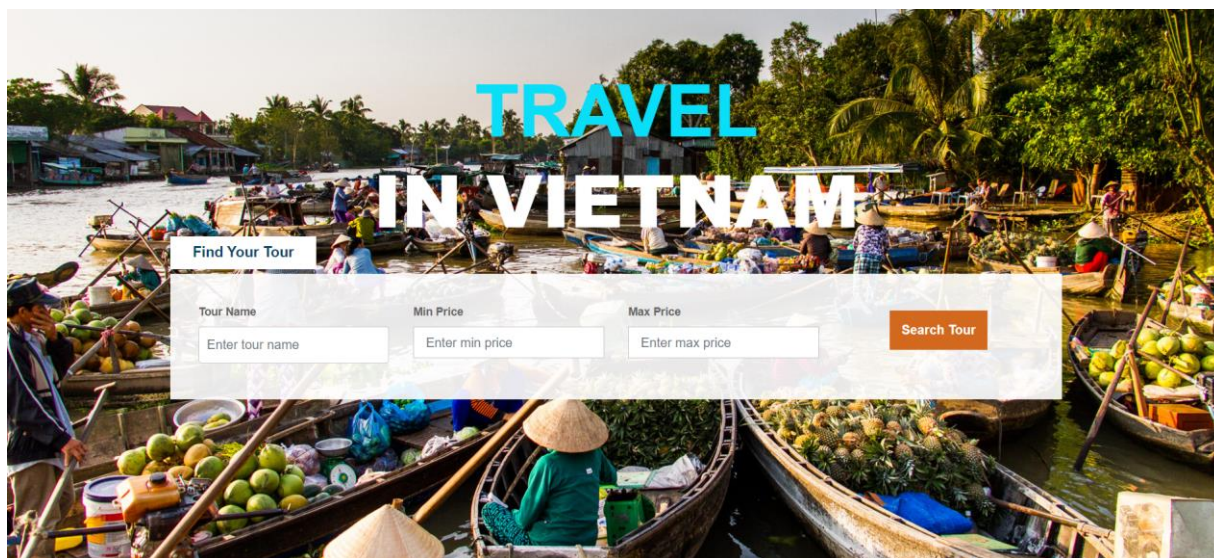 TRAVEL
IN VIETNAM
Find Your Tour
Tour Name
Min Price
Max Price
Enter tour name
Enter min price
Enter max price
Search Tour